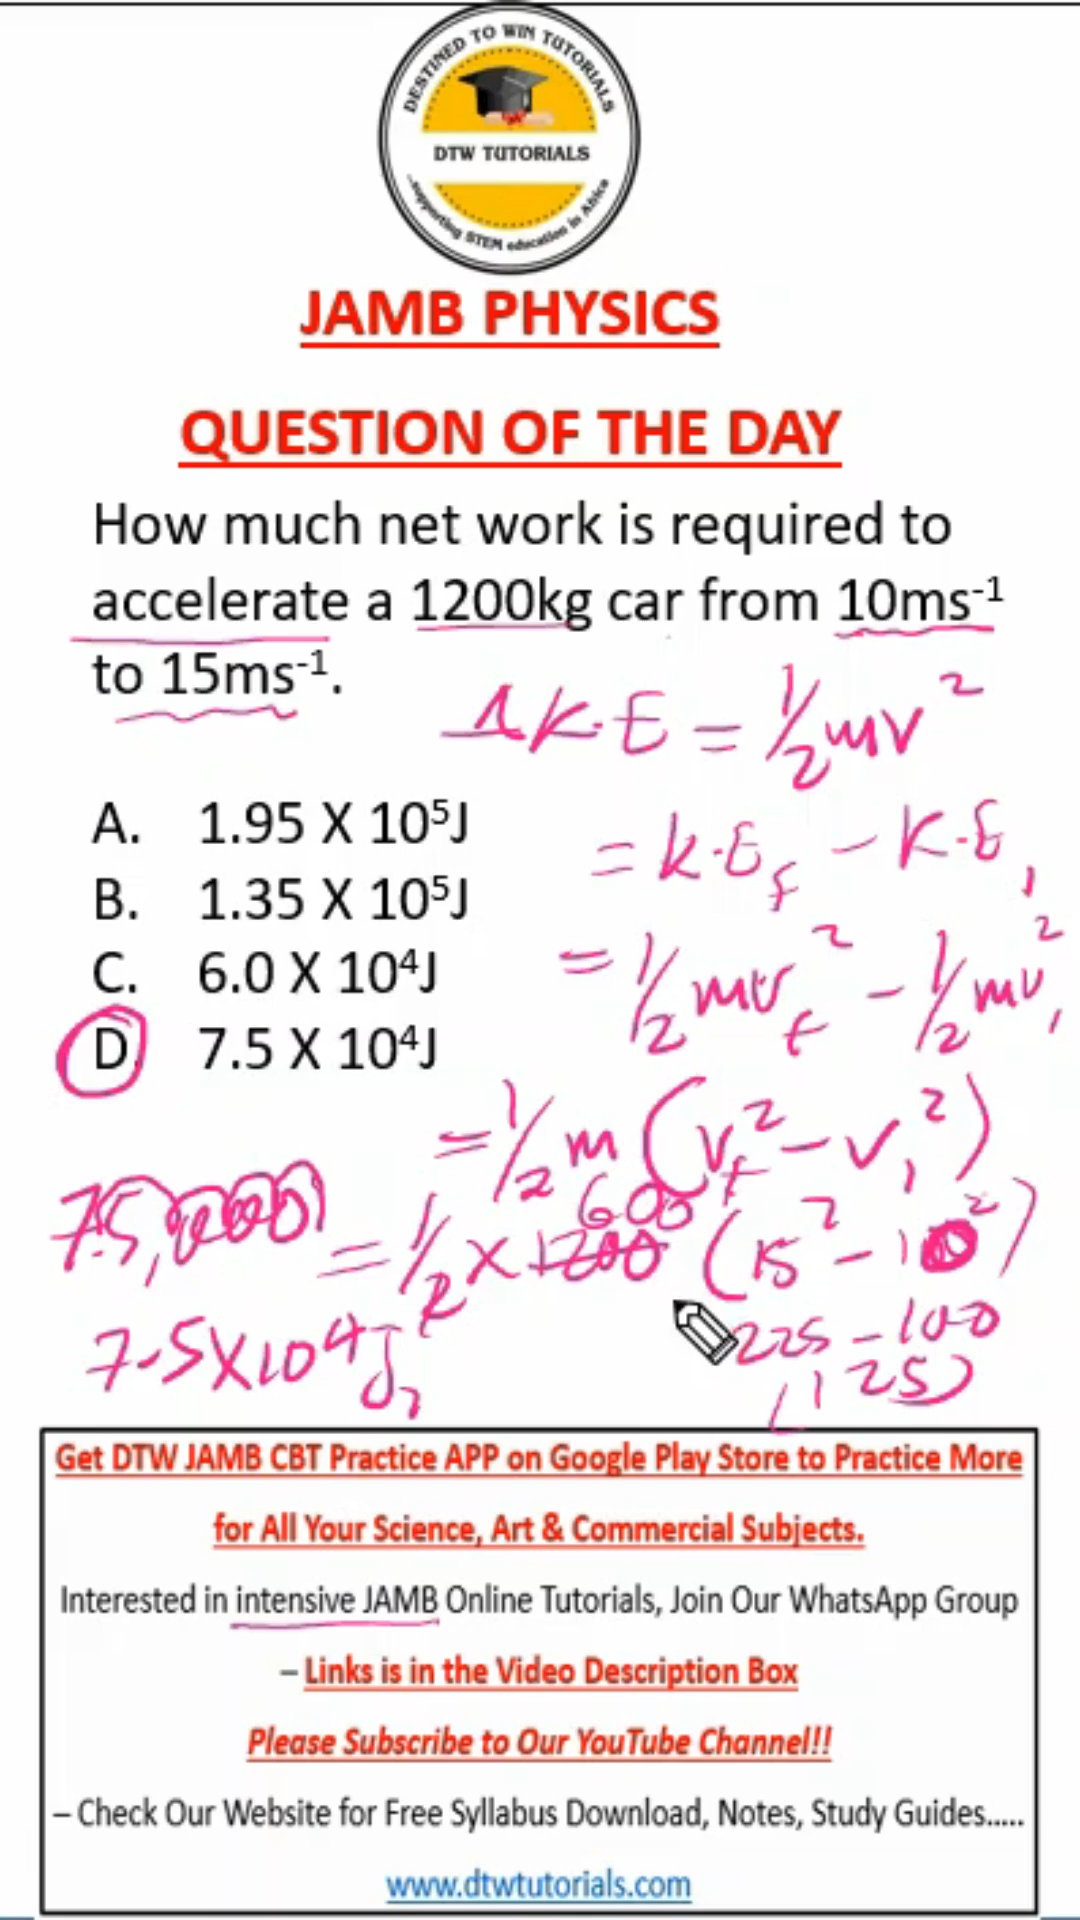 DESTINED TO WIN TUTORIALS
DTW TUTORIALS
...supporting STEM education in Africa
JAMB PHYSICS
QUESTION OF THE DAY
How much net work is required to
accelerate a 1200kg car from 10ms⁻¹
to 15ms⁻¹.
ΔK.E = ½mv²
A. 1.95 X 10⁵J
= K.E_f - K.E₁
B. 1.35 X 10⁵J
C. 6.0 X 10⁴J
= ½mv_f² - ½mv₁²
D. 7.5 X 10⁴J
= ½m(v_f² - v₁²)
600
75,000
= ½ x 1200 (15² - 10²)
225 - 100
7.5X10⁴J
(125)
Get DTW JAMB CBT Practice APP on Google Play Store to Practice More
for All Your Science, Art & Commercial Subjects.
Interested in intensive JAMB Online Tutorials, Join Our WhatsApp Group
– Links is in the Video Description Box
Please Subscribe to Our YouTube Channel!!
– Check Our Website for Free Syllabus Download, Notes, Study Guides.....
www.dtwtutorials.com